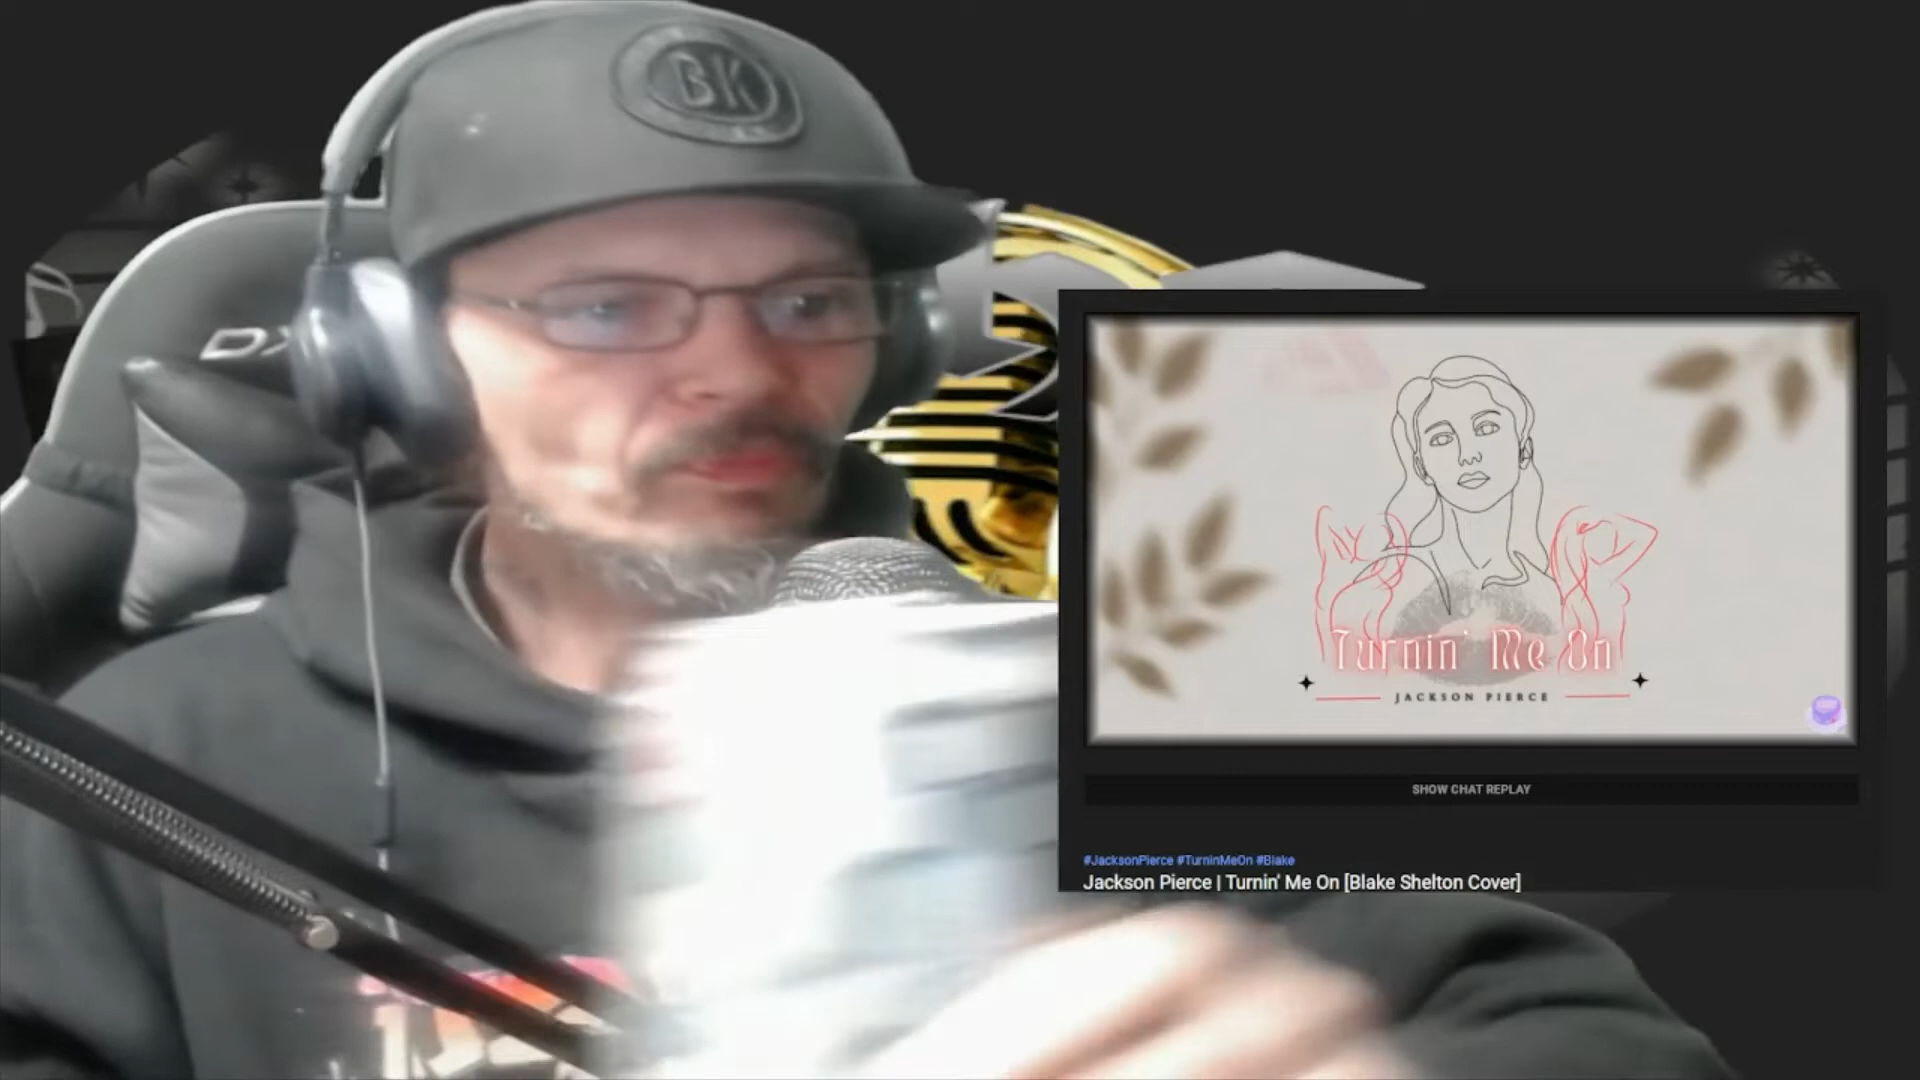 BK
DX
Turnin' Me On
JACKSON PIERCE
SHOW CHAT REPLAY
#JacksonPierce #TurninMeOn #Blake
Jackson Pierce | Turnin' Me On [Blake Shelton Cover]